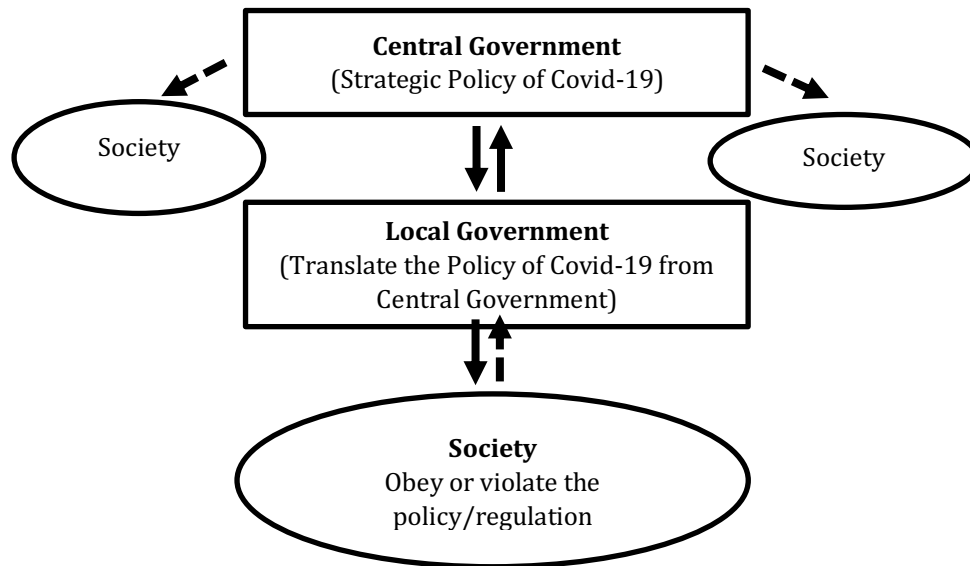 Central Government
(Strategic Policy of Covid-19)
Society
Society
Local Government
(Translate the Policy of Covid-19 from
Central Government)
Society
Obey or violate the
policy/regulation